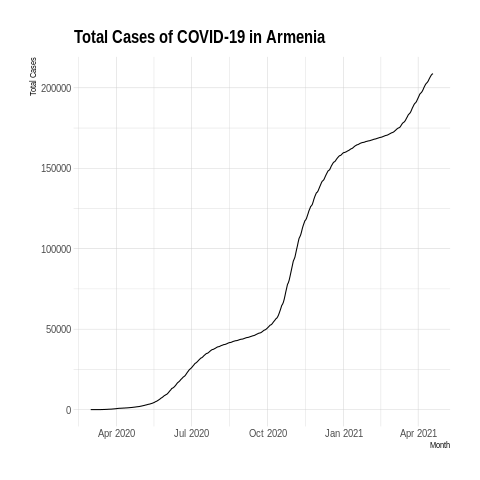 Total Cases of COVID-19 in Armenia
Total Cases
200000
150000
100000
50000
0
Apr 2020 Jul 2020 Oct 2020 Jan 2021 Apr 2021
Month